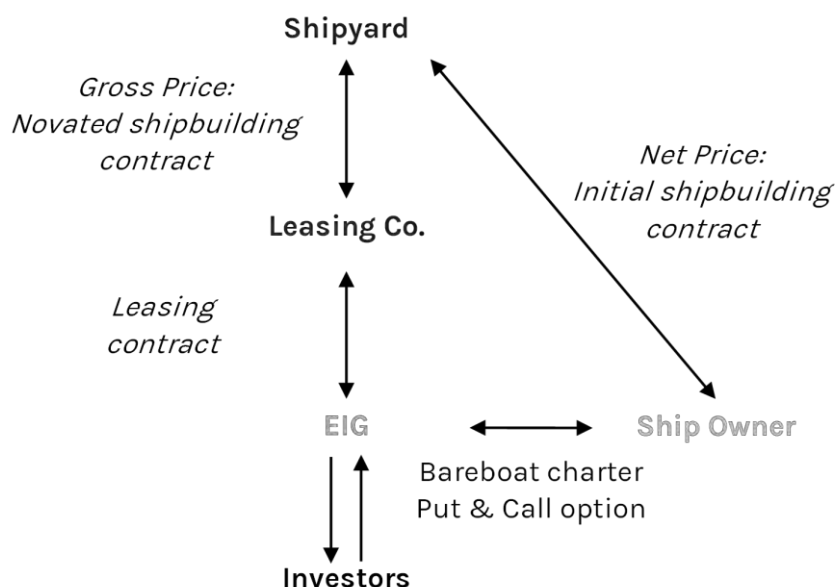 Shipyard
Gross Price:
Novated shipbuilding
contract
Net Price:
Initial shipbuilding
contract
Leasing Co.
Leasing
contract
EIG
Ship Owner
Bareboat charter
Put & Call option
Investors